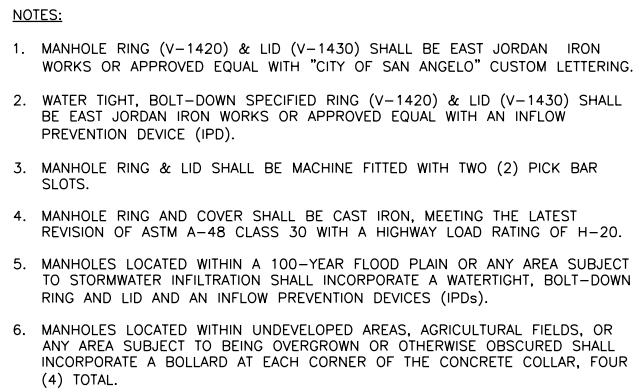 NOTES:
1. MANHOLE RING (V-1420) & LID (V-1430) SHALL BE EAST JORDAN IRON
WORKS OR APPROVED EQUAL WITH "CITY OF SAN ANGELO" CUSTOM LETTERING.
2. WATER TIGHT, BOLT-DOWN SPECIFIED RING (V-1420) & LID (V-1430) SHALL
BE EAST JORDAN IRON WORKS OR APPROVED EQUAL WITH AN INFLOW
PREVENTION DEVICE (IPD).
3. MANHOLE RING & LID SHALL BE MACHINE FITTED WITH TWO (2) PICK BAR
SLOTS.
4. MANHOLE RING AND COVER SHALL BE CAST IRON, MEETING THE LATEST
REVISION OF ASTM A-48 CLASS 30 WITH A HIGHWAY LOAD RATING OF H-20.
5. MANHOLES LOCATED WITHIN A 100-YEAR FLOOD PLAIN OR ANY AREA SUBJECT
TO STORMWATER INFILTRATION SHALL INCORPORATE A WATERTIGHT, BOLT-DOWN
RING AND LID AND AN INFLOW PREVENTION DEVICES (IPDs).
6. MANHOLES LOCATED WITHIN UNDEVELOPED AREAS, AGRICULTURAL FIELDS, OR
ANY AREA SUBJECT TO BEING OVERGROWN OR OTHERWISE OBSCURED SHALL
INCORPORATE A BOLLARD AT EACH CORNER OF THE CONCRETE COLLAR, FOUR
(4) TOTAL.